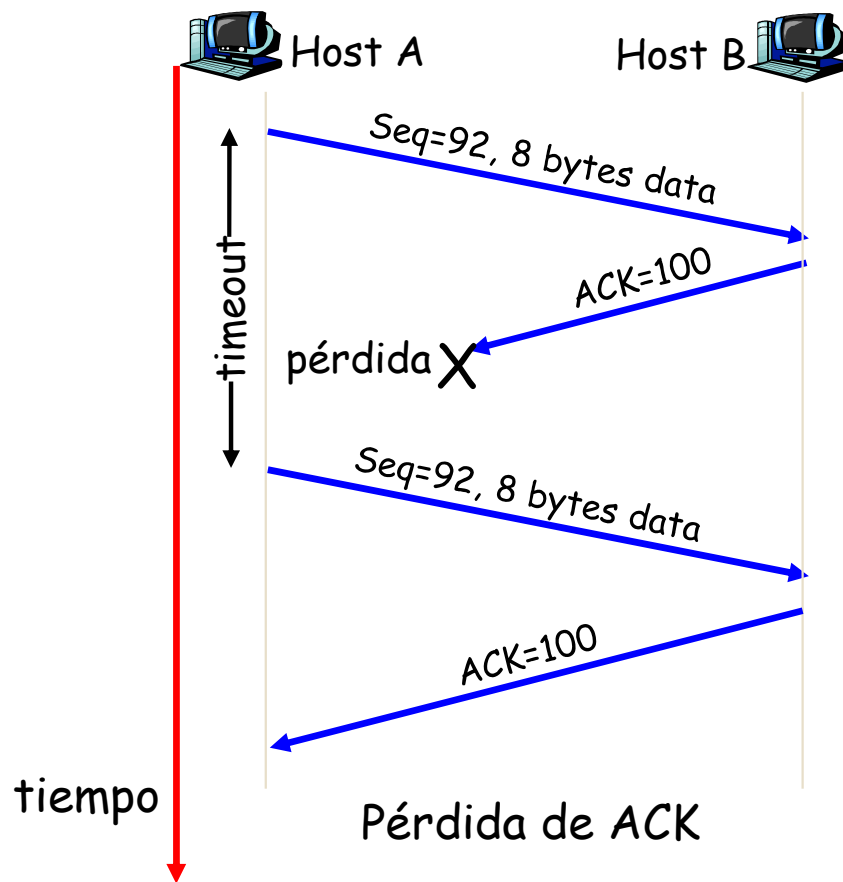 Host A
Host B
Seq=92, 8 bytes data
timeout
ACK=100
pérdida X
Seq=92, 8 bytes data
ACK=100
tiempo
Pérdida de ACK